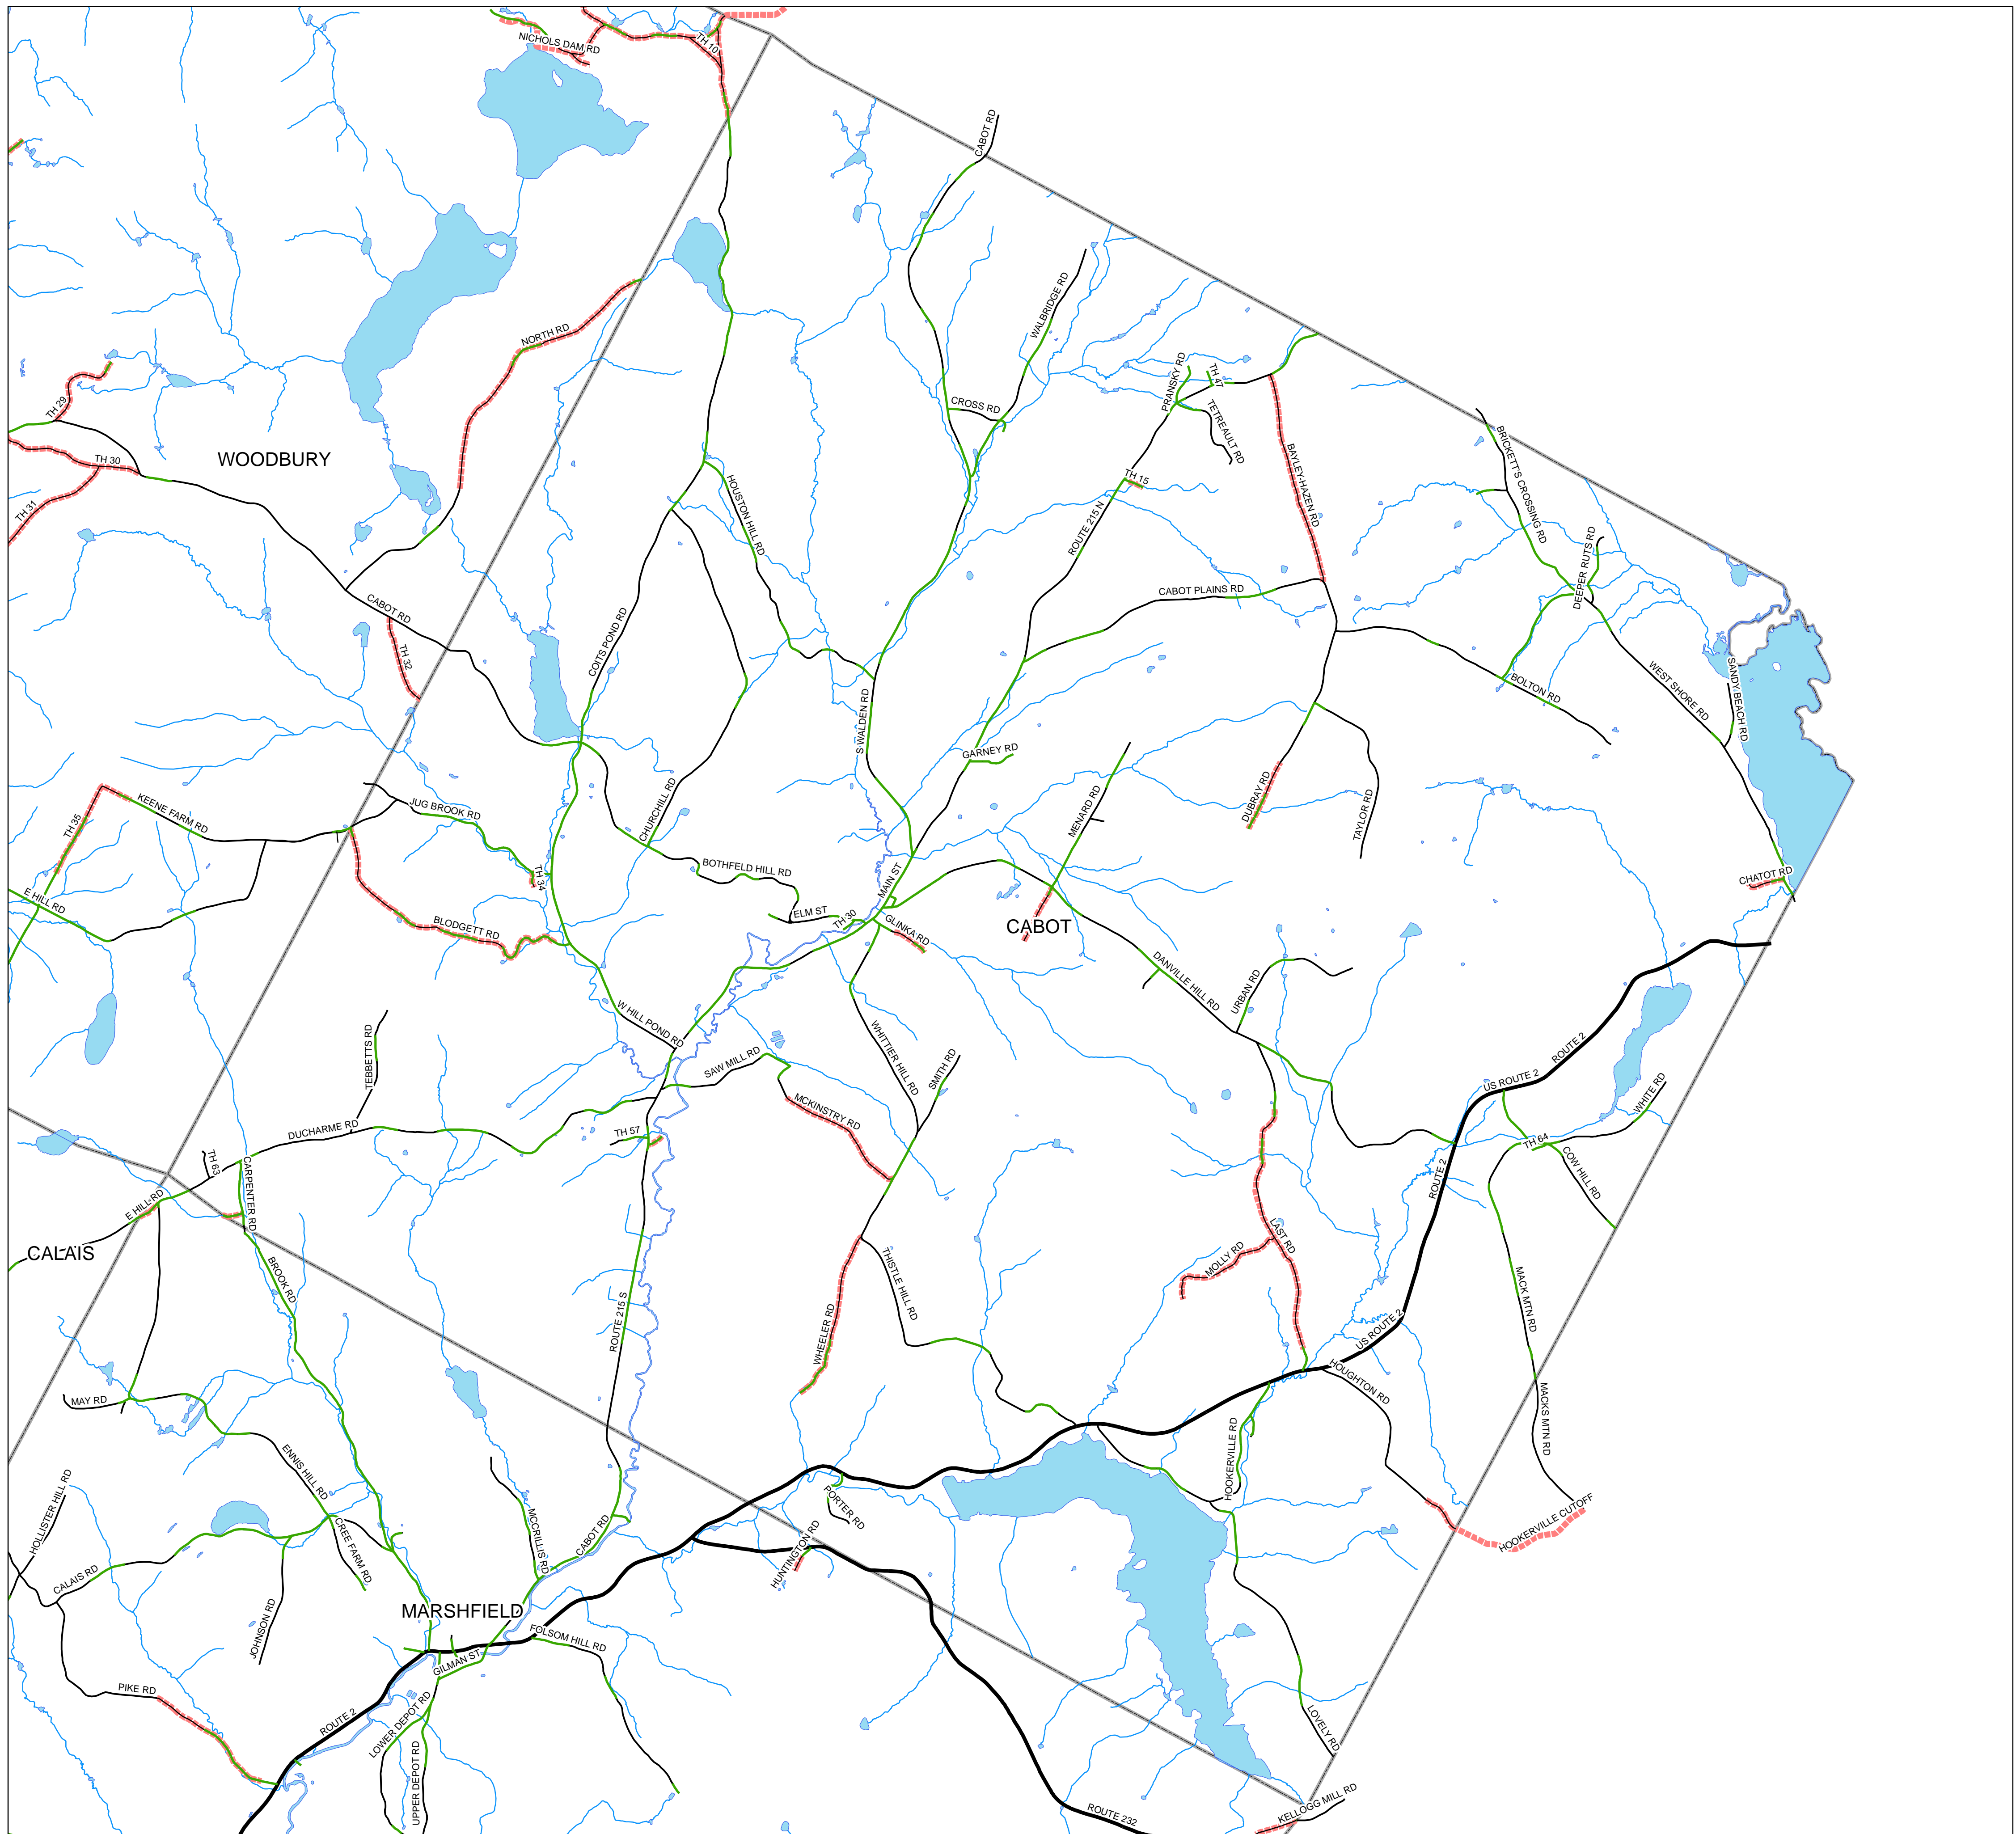 NICHOLS DAM RD
TH 10
CABOT RD
WALBRIDGE RD
NORTH RD
PRANSKY RD
TH 47
TETREAULT RD
CROSS RD
TH 29
WOODBURY
TH 30
TH 31
HOUSTON HILL RD
TH 15
ROUTE 215 N
BAYLEY-HAZEN RD
BRICKETT'S CROSSING RD
DEEPER RUTS RD
CABOT RD
TH 32
COITS POND RD
CABOT PLAINS RD
S WALDEN RD
BOLTON RD
WEST SHORE RD
SANDY BEACH RD
GARNEY RD
KEENE FARM RD
TH 35
JUG BROOK RD
CHURCHILL RD
MENARD RD
DUBRAY RD
TAYLOR RD
BOTHFELD HILL RD
TH 34
E HILL RD
BLODGETT RD
ELM ST
TH 30
MAIN ST
GLINKA RD
CABOT
CHATOT RD
DANVILLE HILL RD
URBAN RD
W HILL POND RD
TEBBETTS RD
SAW MILL RD
WHITTIER HILL RD
SMITH RD
ROUTE 2
US ROUTE 2
WHITE RD
MCKINSTRY RD
DUCHARME RD
TH 57
TH 63
TH 64
COW HILL RD
ROUTE 2
CARPENTER RD
E HILL RD
CALAIS
BROOK RD
LAST RD
MOLLY RD
THISTLE HILL RD
WHEELER RD
ROUTE 215 S
MACK MTN RD
US ROUTE 2
HOUGHTON RD
MACKS MTN RD
MAY RD
HOOKERVILLE RD
ENNIS HILL RD
HOLLISTER HILL RD
PORTER RD
HUNTINGTON RD
HOOKERVILLE CUTOFF
CREE FARM RD
MCCRILLIS RD
CABOT RD
CALAIS RD
JOHNSON RD
MARSHFIELD
FOLSOM HILL RD
GILMAN ST
PIKE RD
ROUTE 2
LOWER DEPOT RD
UPPER DEPOT RD
LOVELY RD
KELLOGG MILL RD
ROUTE 232